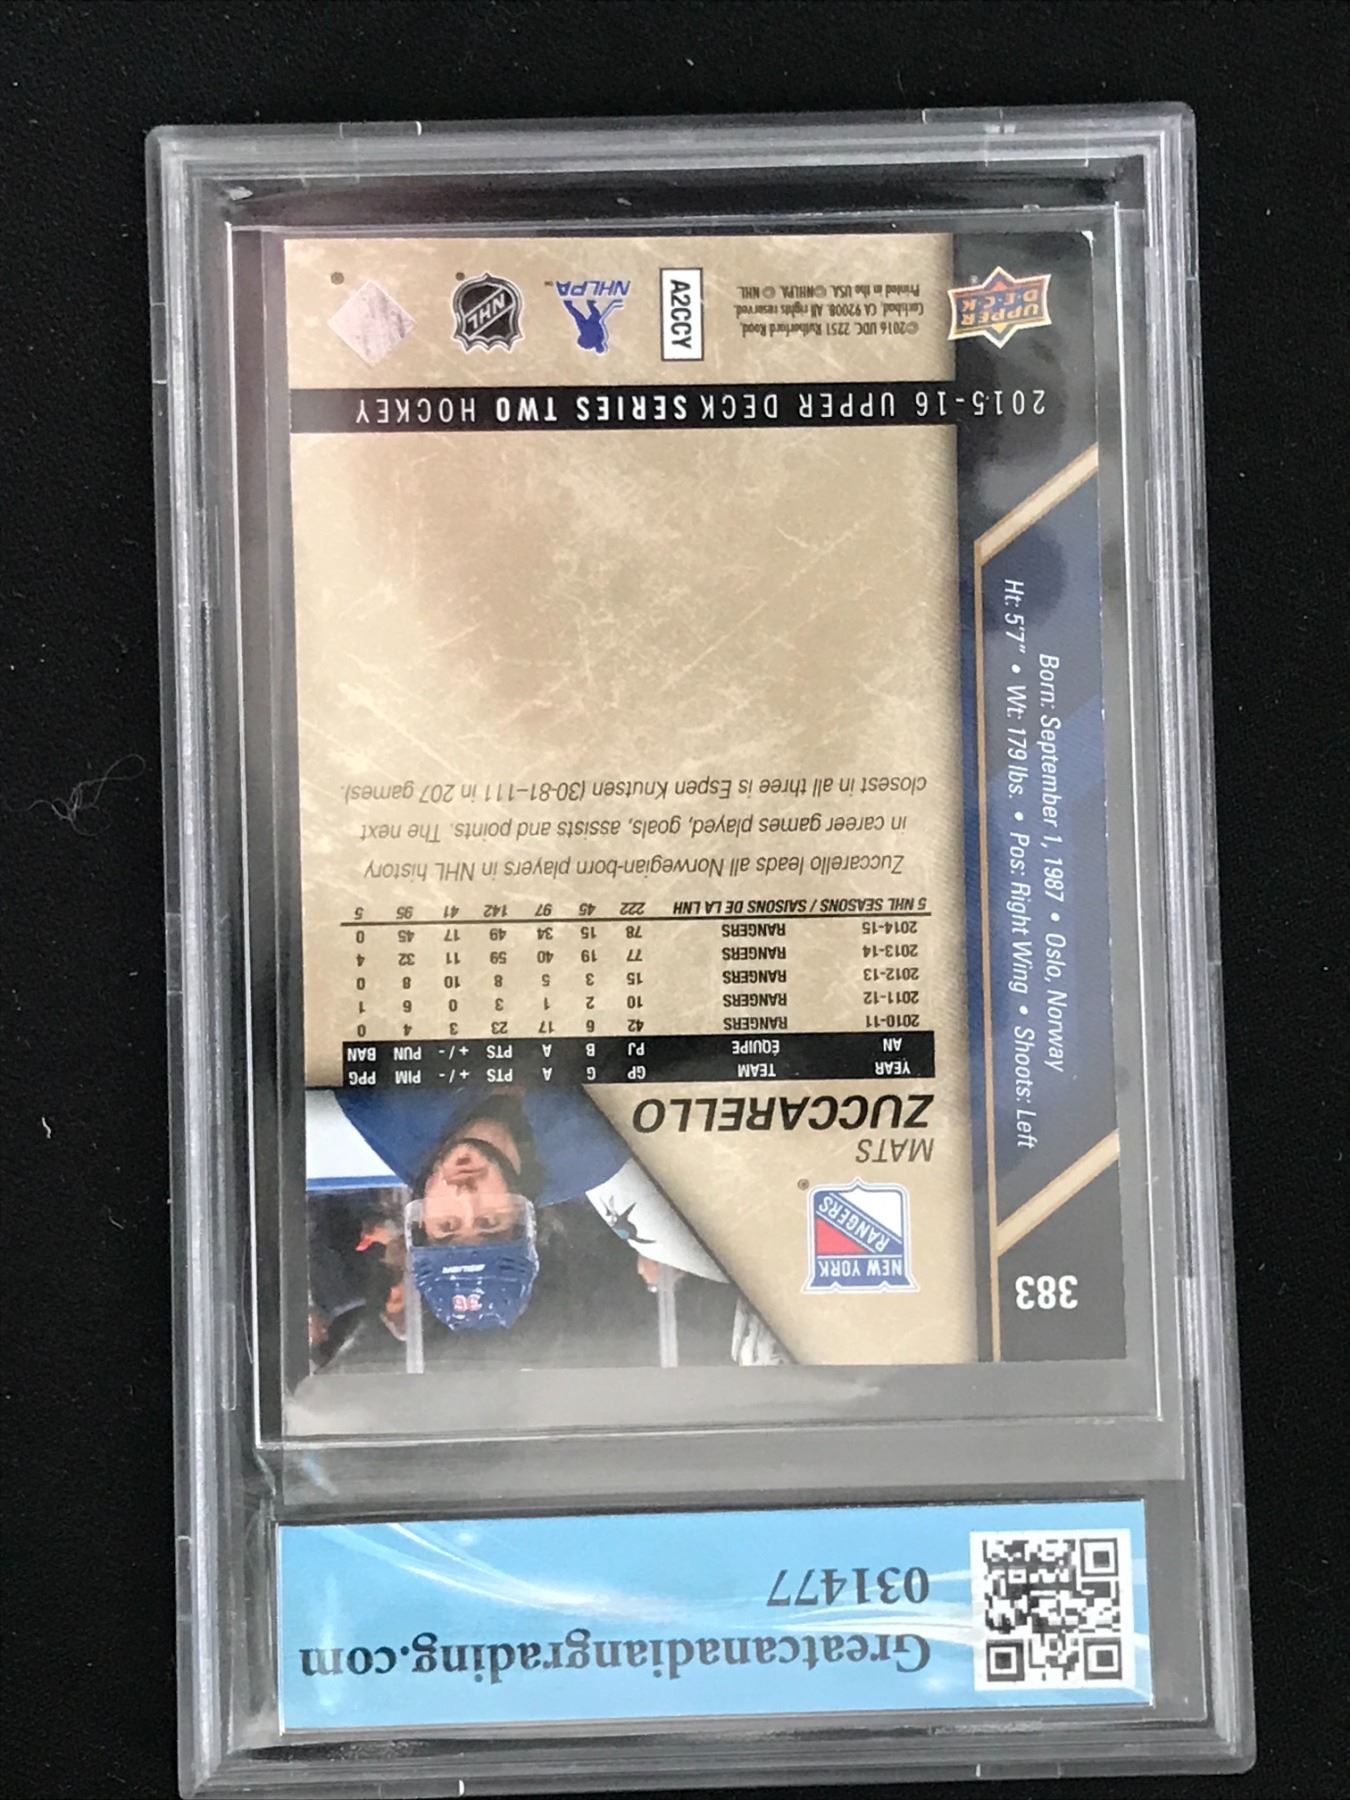 Greatcanadiangrading.com
031477
383
NEW YORK
RANGERS
MATS
ZUCCARELLO
36
BAUER
YEAR TEAM GP G A PTS +/- PIM PPG
AN ÉQUIPE PJ B A PTS +/- PUN BAN
2010-11 RANGERS 42 6 17 23 3 4 0
2011-12 RANGERS 10 2 1 3 0 6 1
2012-13 RANGERS 15 3 5 8 10 8 0
2013-14 RANGERS 77 19 40 59 11 32 4
2014-15 RANGERS 78 15 34 49 17 45 0
5 NHL SEASONS / SAISONS DE LA LNH 222 45 97 142 41 95 5
Zuccarello leads all Norwegian-born players in NHL history
in career games played, goals, assists and points. The next
closest in all three is Espen Knutsen (30-81–111 in 207 games).
Born: September 1, 1987 • Oslo, Norway
Ht: 5'7" • Wt: 179 lbs. • Pos: Right Wing • Shoots: Left
2015-16 UPPER DECK SERIES TWO HOCKEY
UPPER
DECK
©2016 UDC, 2251 Rutherford Road,
Carlsbad, CA 92008. All rights reserved.
Printed in the USA. ©NHLPA. © NHL.
A2CCY
NHLPA
NHL